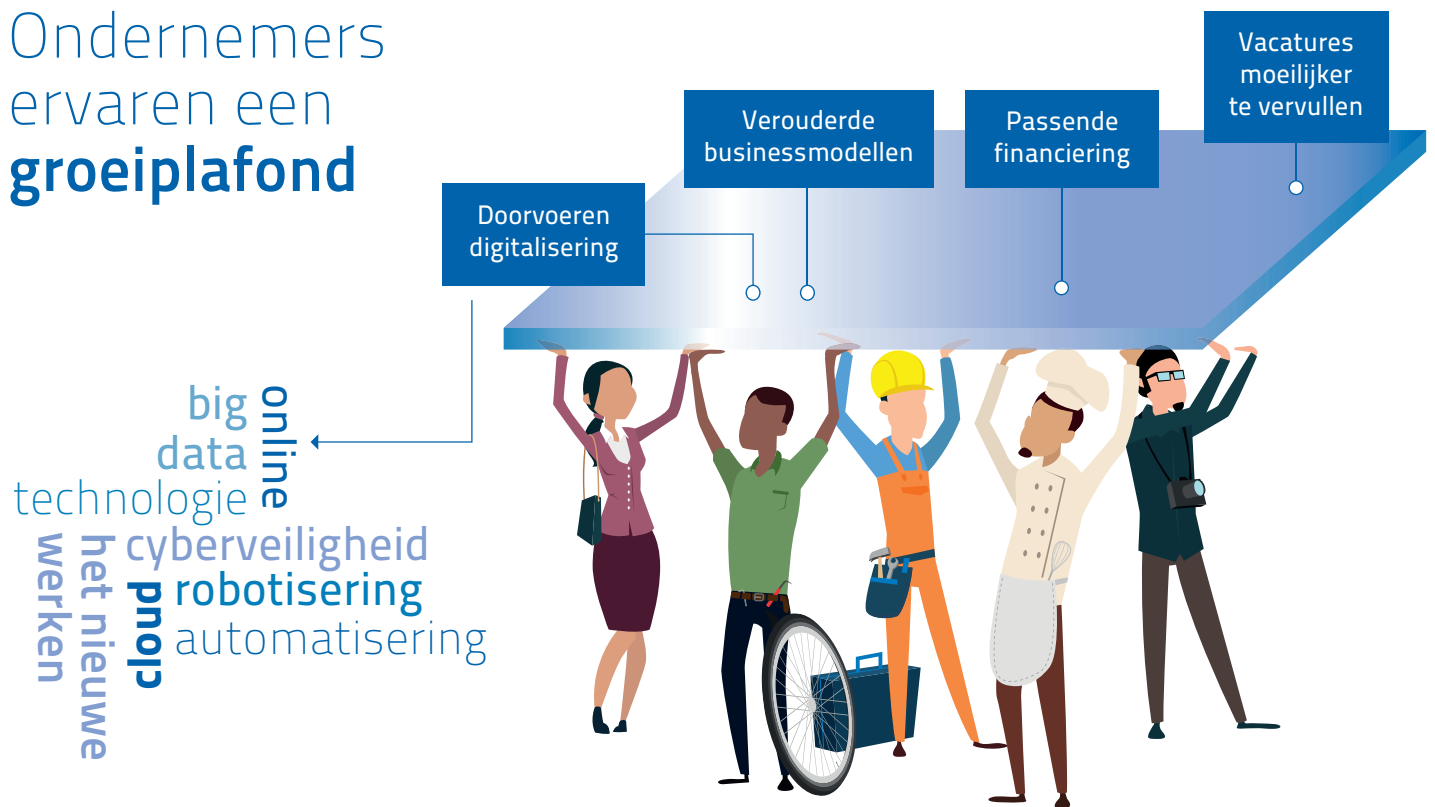 Ondernemers
ervaren een
groeiplafond
Doorvoeren
digitalisering
Verouderde
businessmodellen
Passende
financiering
Vacatures
moeilijker
te vervullen
big
data
online
technologie
cyberveiligheid
het nieuwe
werken
cloud
robotisering
automatisering